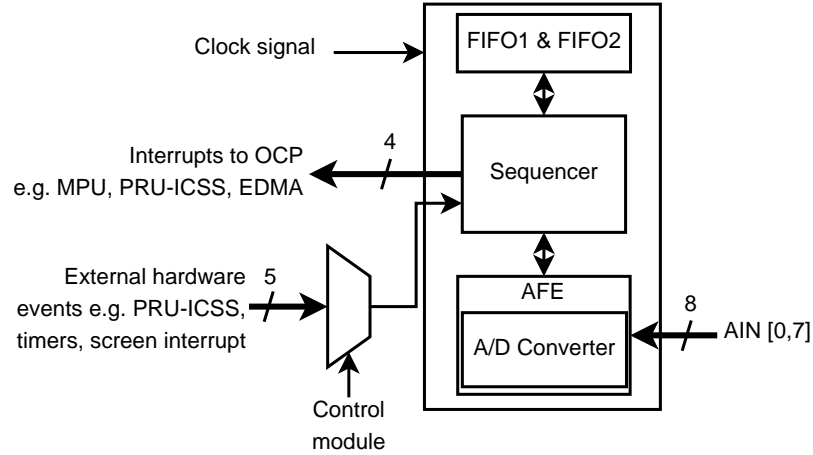 Clock signal
FIFO1 & FIFO2
4
Interrupts to OCP
e.g. MPU, PRU-ICSS, EDMA
Sequencer
External hardware
events e.g. PRU-ICSS,
timers, screen interrupt
5
AFE
A/D Converter
8
AIN [0,7]
Control
module